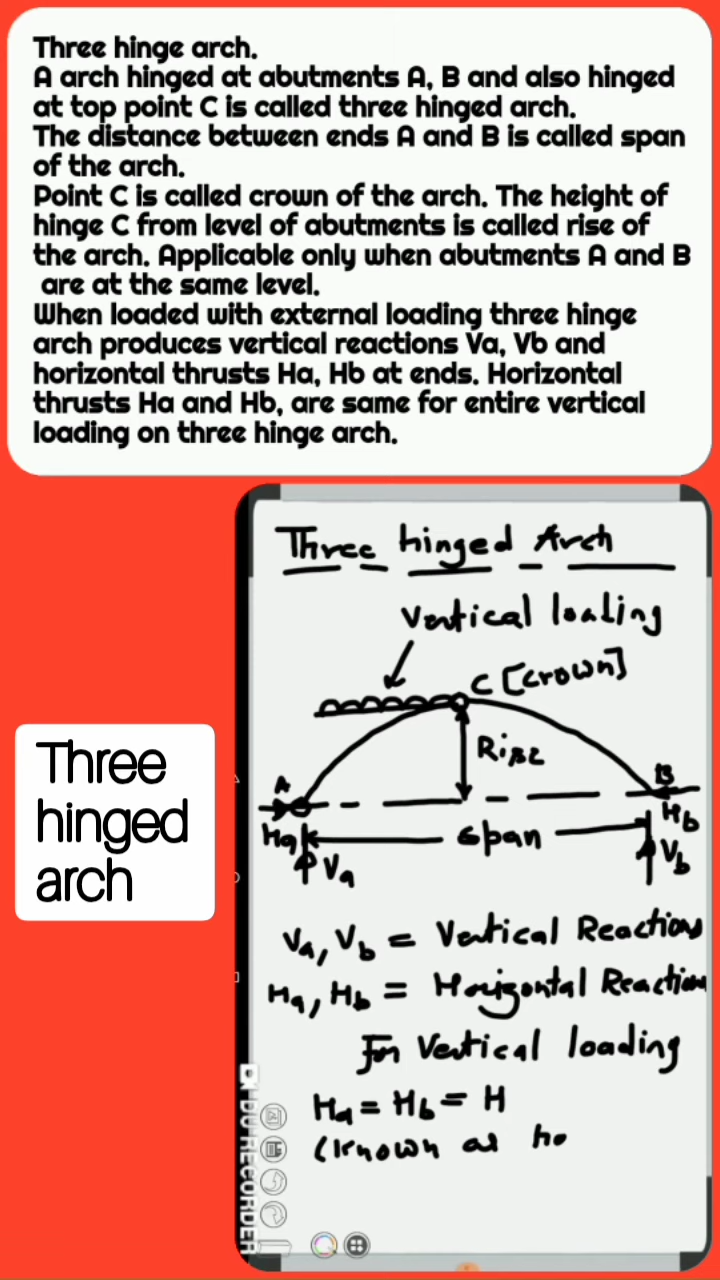 Three hinge arch.
A arch hinged at abutments A, B and also hinged
at top point C is called three hinged arch.
The distance between ends A and B is called span
of the arch.
Point C is called crown of the arch. The height of
hinge C from level of abutments is called rise of
the arch. Applicable only when abutments A and B
are at the same level.
When loaded with external loading three hinge
arch produces vertical reactions Va, Vb and
horizontal thrusts Ha, Hb at ends. Horizontal
thrusts Ha and Hb, are same for entire vertical
loading on three hinge arch.
Three hinged Arch
Vertical loading
C [crown]
Rise
A
B
Ha
span
Hb
Va
Vb
Three
hinged
arch
Va, Vb = Vertical Reactions
Ha, Hb = Horizontal Reaction
For Vertical loading
Ha = Hb = H
(known as ho
DU RECORDER